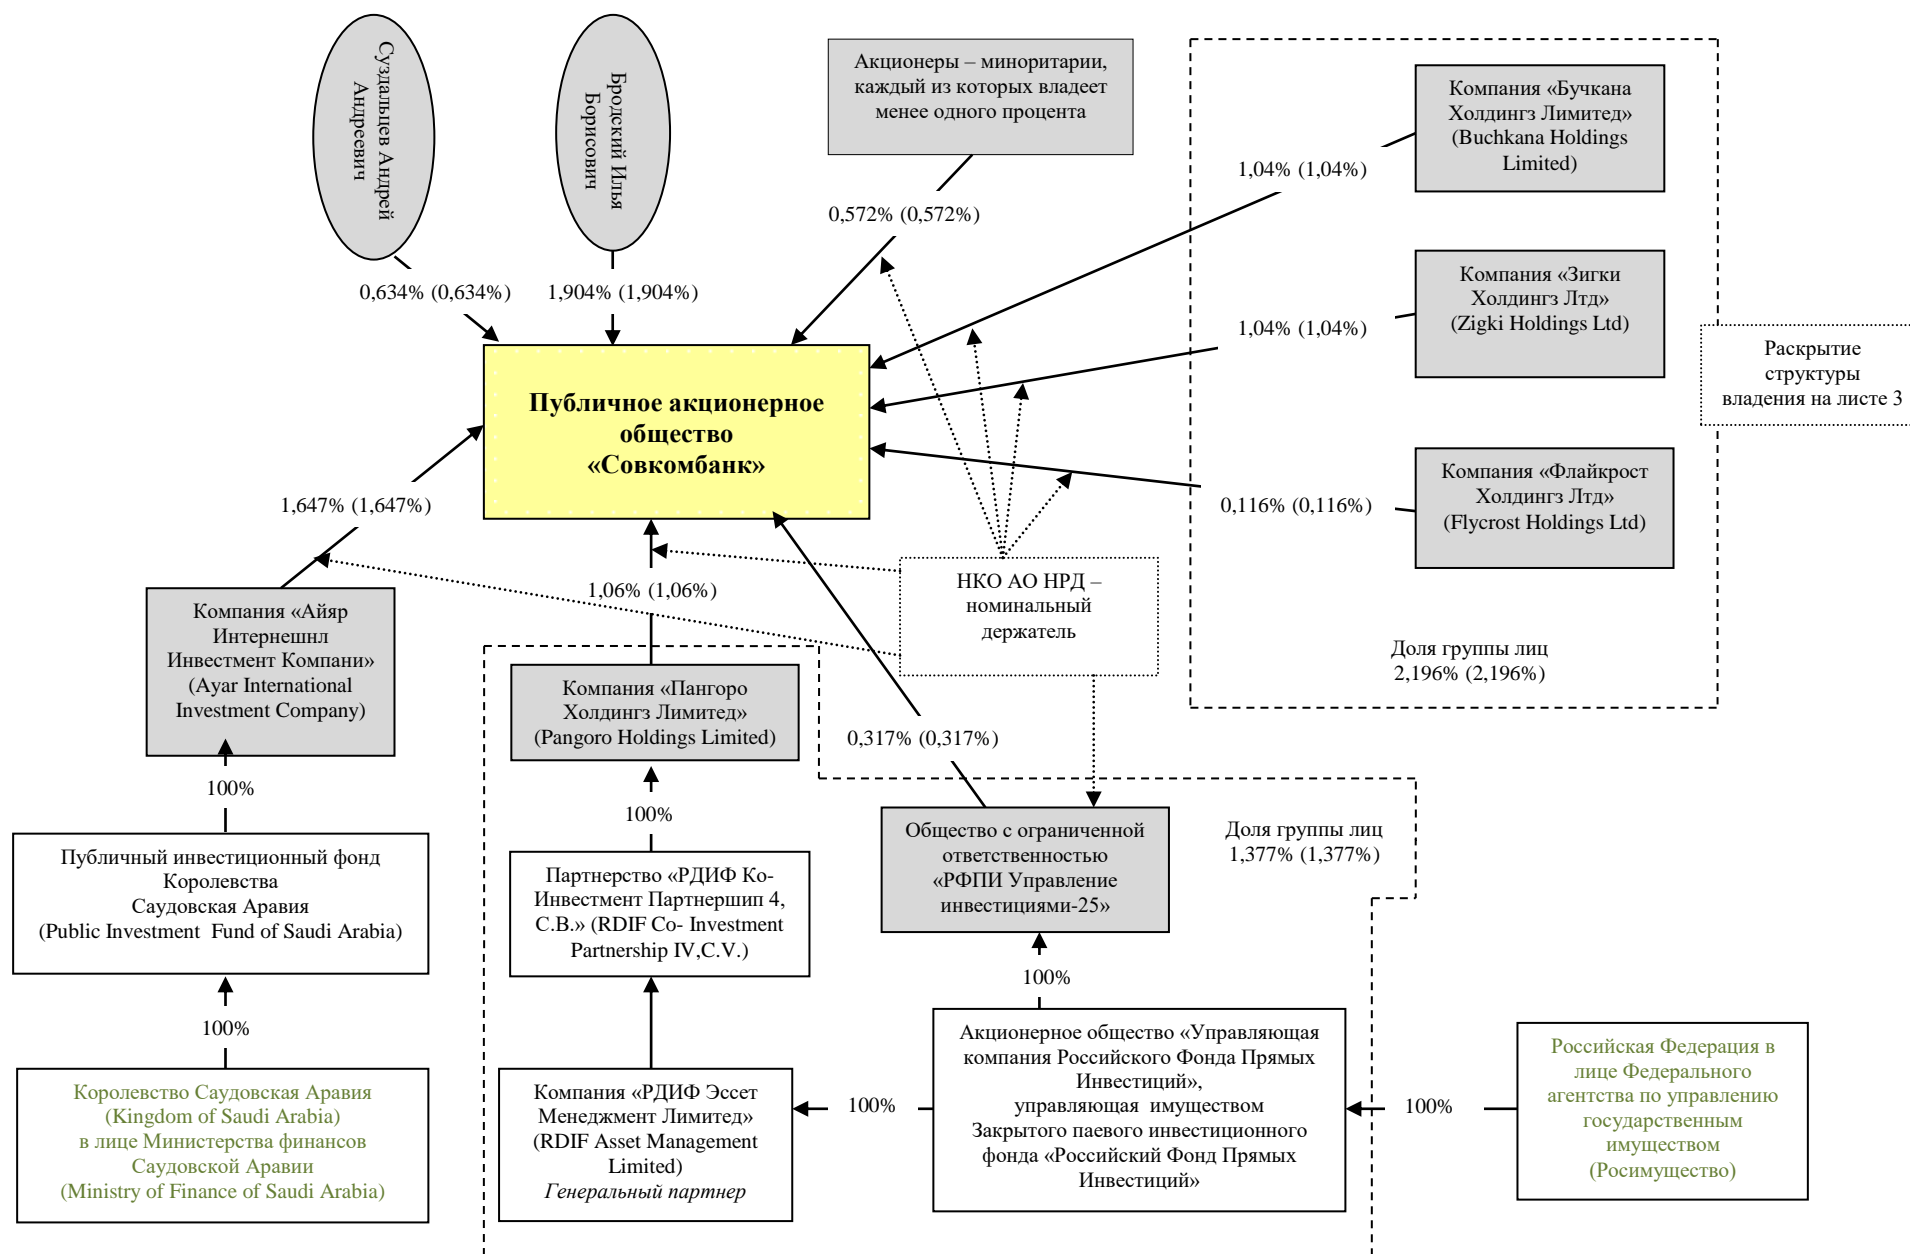 Суздальцев Андрей
Андреевич
Бродский Илья
Борисович
Акционеры – миноритарии,
каждый из которых владеет
менее одного процента
Компания «Бучкана
Холдингз Лимитед»
(Buchkana Holdings
Limited)
1,04% (1,04%)
0,572% (0,572%)
0,634% (0,634%)
1,904% (1,904%)
Компания «Зигки
Холдингз Лтд»
(Zigki Holdings Ltd)
1,04% (1,04%)
Раскрытие
структуры
владения на листе 3
Публичное акционерное
общество
«Совкомбанк»
Компания «Флайкрост
Холдингз Лтд»
(Flycrost Holdings Ltd)
0,116% (0,116%)
1,647% (1,647%)
1,06% (1,06%)
НКО АО НРД –
номинальный
держатель
Доля группы лиц
2,196% (2,196%)
Компания «Айяр
Интернешнл
Инвестмент Компани»
(Ayar International
Investment Company)
Компания «Пангоро
Холдингз Лимитед»
(Pangoro Holdings Limited)
0,317% (0,317%)
100%
100%
Общество с ограниченной
ответственностью
«РФПИ Управление
инвестициями-25»
Доля группы лиц
1,377% (1,377%)
Публичный инвестиционный фонд
Королевства
Саудовская Аравия
(Public Investment Fund of Saudi Arabia)
Партнерство «РДИФ Ко-
Инвестмент Партнершип 4,
С.В.» (RDIF Co- Investment
Partnership IV,C.V.)
100%
100%
Королевство Саудовская Аравия
(Kingdom of Saudi Arabia)
в лице Министерства финансов
Саудовской Аравии
(Ministry of Finance of Saudi Arabia)
Компания «РДИФ Эссет
Менеджмент Лимитед»
(RDIF Asset Management
Limited)
Генеральный партнер
100%
Акционерное общество «Управляющая
компания Российского Фонда Прямых
Инвестиций»,
управляющая имуществом
Закрытого паевого инвестиционного
фонда «Российский Фонд Прямых
Инвестиций»
100%
Российская Федерация в
лице Федерального
агентства по управлению
государственным
имуществом
(Росимущество)